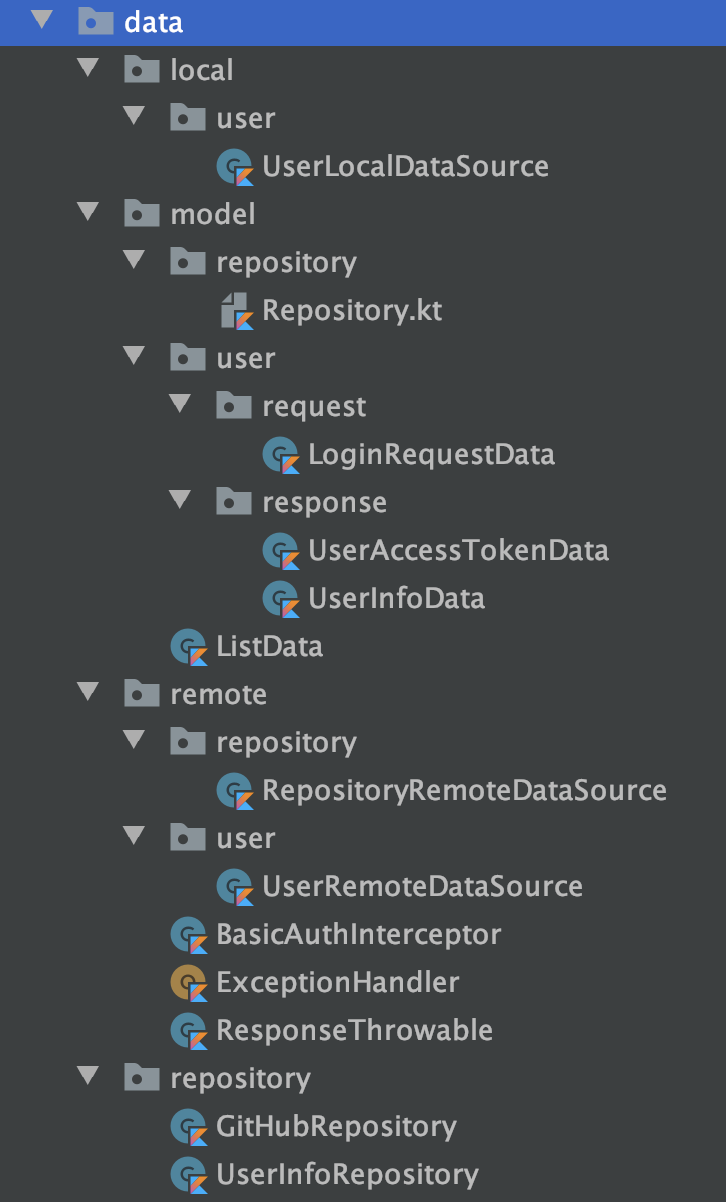 data
local
user
UserLocalDataSource
model
repository
Repository.kt
user
request
LoginRequestData
response
UserAccessTokenData
UserInfoData
ListData
remote
repository
RepositoryRemoteDataSource
user
UserRemoteDataSource
BasicAuthInterceptor
ExceptionHandler
ResponseThrowable
repository
GitHubRepository
UserInfoRepository